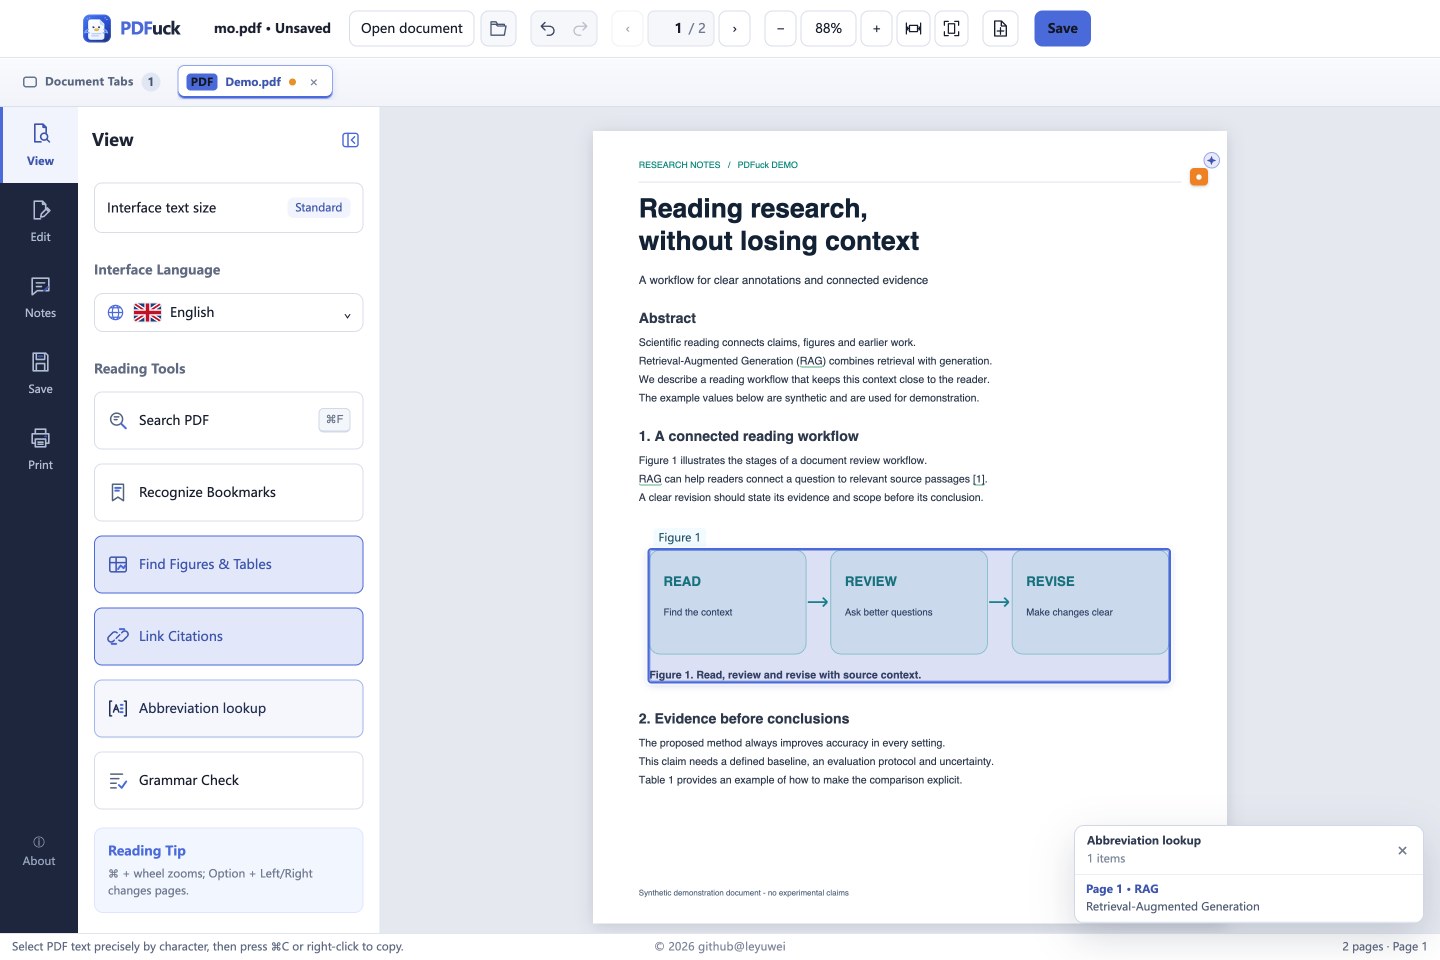 PDFuck
mo.pdf • Unsaved
Open document
‹
1 / 2
›
−
88%
+
Save
Document Tabs 1
PDF Demo.pdf ×
View
Edit
Notes
Save
Print
About
View
Interface text size Standard
Interface Language
English
Reading Tools
Search PDF ⌘F
Recognize Bookmarks
Find Figures & Tables
Link Citations
Abbreviation lookup
Grammar Check
Reading Tip
⌘ + wheel zooms; Option + Left/Right
changes pages.
RESEARCH NOTES / PDFuck DEMO
Reading research,
without losing context
A workflow for clear annotations and connected evidence
Abstract
Scientific reading connects claims, figures and earlier work.
Retrieval-Augmented Generation (RAG) combines retrieval with generation.
We describe a reading workflow that keeps this context close to the reader.
The example values below are synthetic and are used for demonstration.
1. A connected reading workflow
Figure 1 illustrates the stages of a document review workflow.
RAG can help readers connect a question to relevant source passages [1].
A clear revision should state its evidence and scope before its conclusion.
Figure 1
READ
Find the context
→
REVIEW
Ask better questions
→
REVISE
Make changes clear
Figure 1. Read, review and revise with source context.
2. Evidence before conclusions
The proposed method always improves accuracy in every setting.
This claim needs a defined baseline, an evaluation protocol and uncertainty.
Table 1 provides an example of how to make the comparison explicit.
Synthetic demonstration document - no experimental claims
Abbreviation lookup
1 items
×
Page 1 • RAG
Retrieval-Augmented Generation
Select PDF text precisely by character, then press ⌘C or right-click to copy.
© 2026 github@leyuwei
2 pages · Page 1